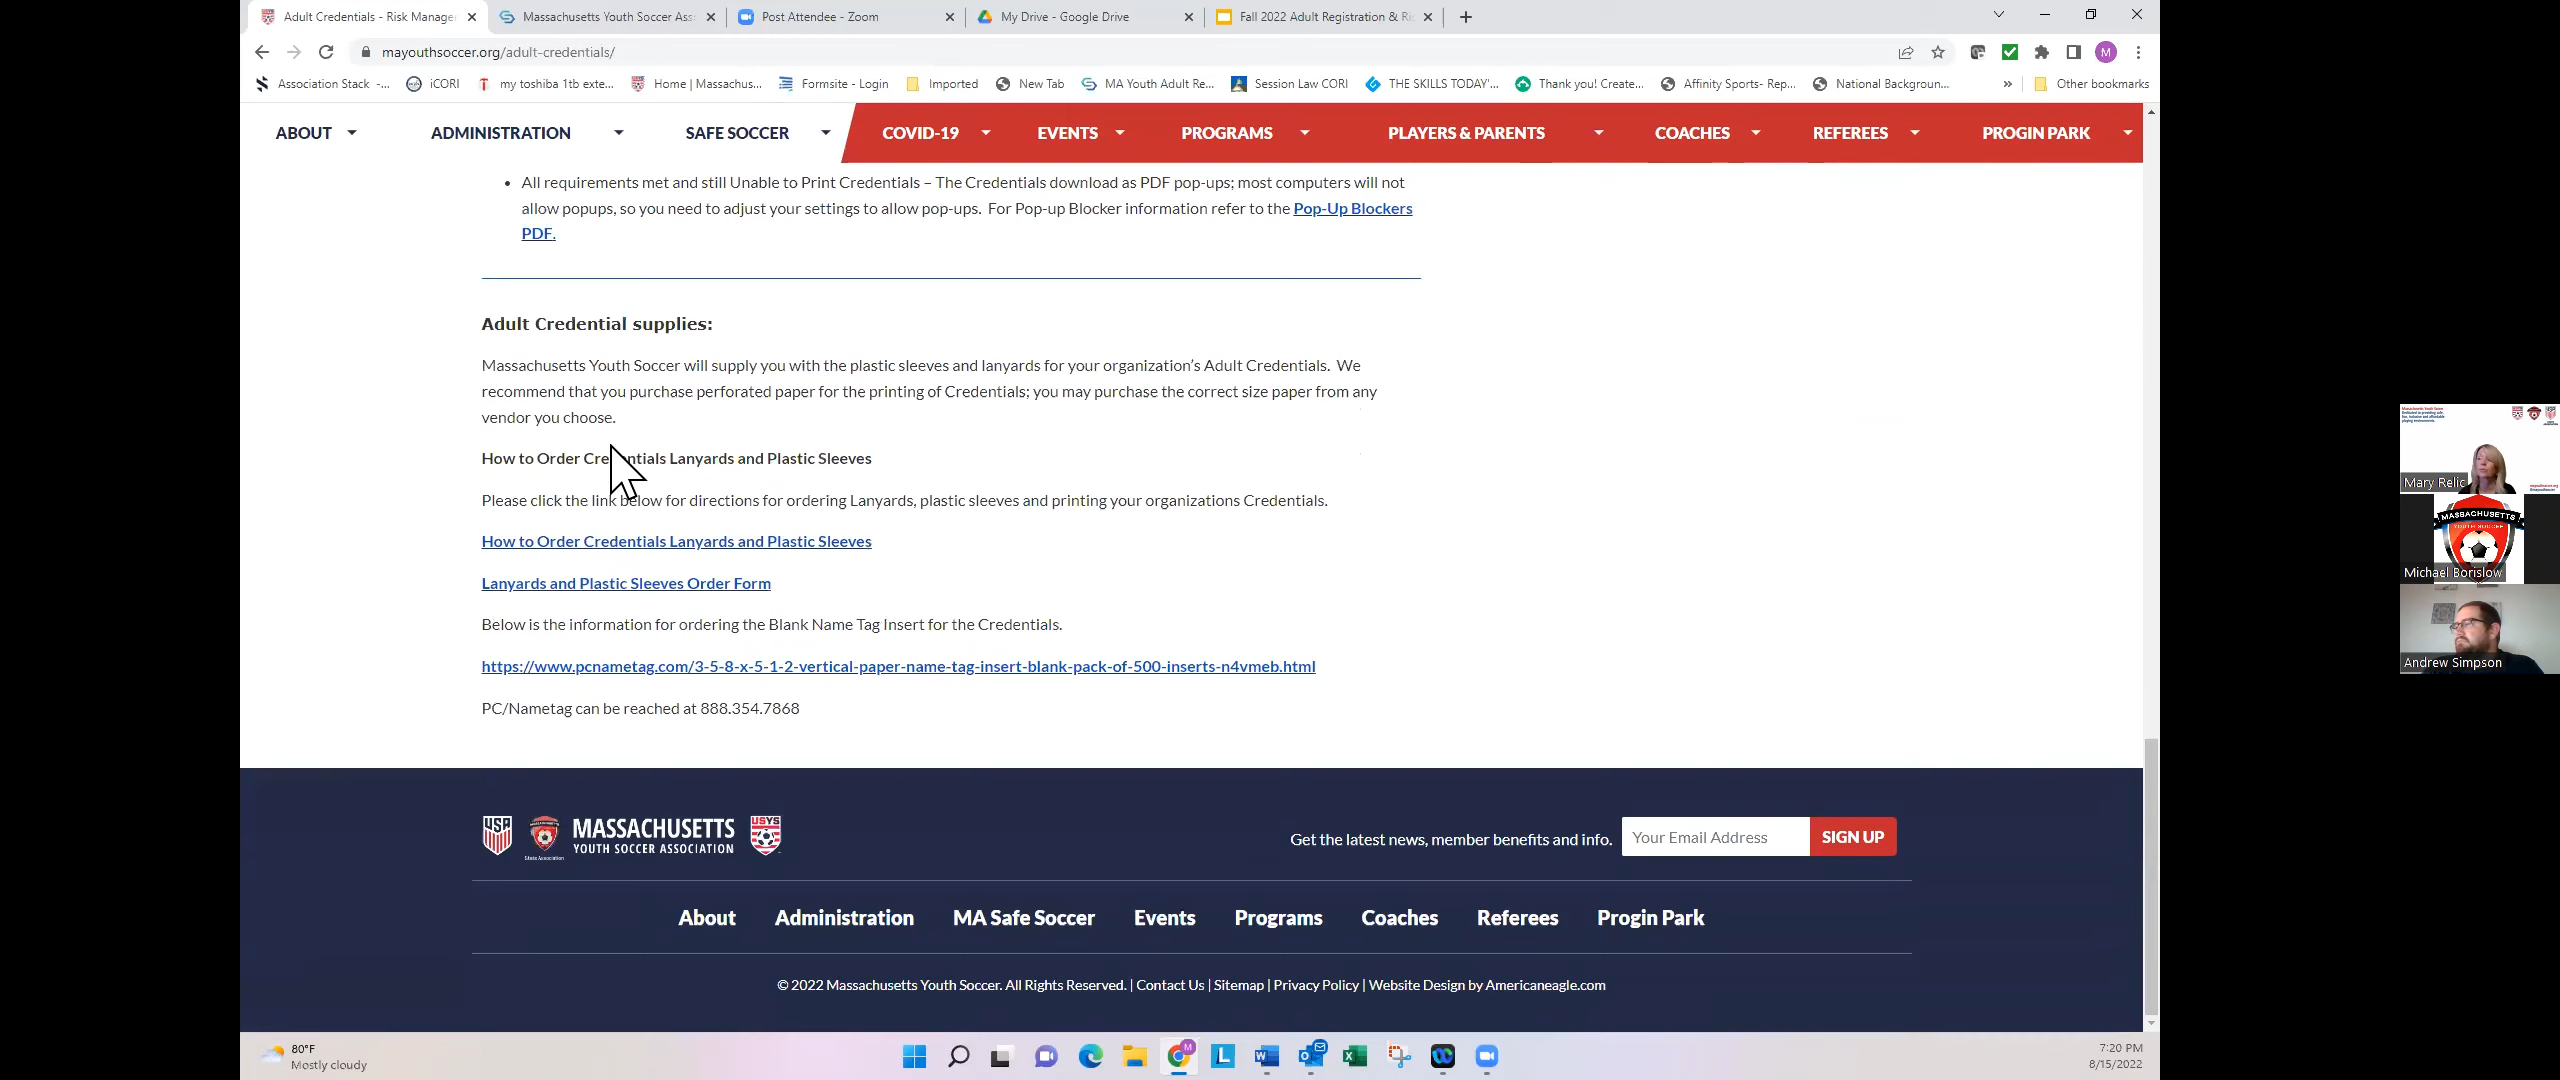 Adult Credentials - Risk Manager
Massachusetts Youth Soccer Ass
Post Attendee - Zoom
My Drive - Google Drive
Fall 2022 Adult Registration & Ri
mayouthsoccer.org/adult-credentials/
M
Association Stack -...
iCORI
my toshiba 1tb exte...
Home | Massachus...
Formsite - Login
Imported
New Tab
MA Youth Adult Re...
Session Law CORI
THE SKILLS TODAY'...
Thank you! Create...
Affinity Sports- Rep...
National Backgroun...
»
Other bookmarks
ABOUT
ADMINISTRATION
SAFE SOCCER
COVID-19
EVENTS
PROGRAMS
PLAYERS & PARENTS
COACHES
REFEREES
PROGIN PARK
• All requirements met and still Unable to Print Credentials – The Credentials download as PDF pop-ups; most computers will not
allow popups, so you need to adjust your settings to allow pop-ups. For Pop-up Blocker information refer to the Pop-Up Blockers
PDF.
Adult Credential supplies:
Massachusetts Youth Soccer will supply you with the plastic sleeves and lanyards for your organization's Adult Credentials. We
recommend that you purchase perforated paper for the printing of Credentials; you may purchase the correct size paper from any
vendor you choose.
How to Order Credentials Lanyards and Plastic Sleeves
Please click the link below for directions for ordering Lanyards, plastic sleeves and printing your organizations Credentials.
How to Order Credentials Lanyards and Plastic Sleeves
Lanyards and Plastic Sleeves Order Form
Below is the information for ordering the Blank Name Tag Insert for the Credentials.
https://www.pcnametag.com/3-5-8-x-5-1-2-vertical-paper-name-tag-insert-blank-pack-of-500-inserts-n4vmeb.html
PC/Nametag can be reached at 888.354.7868
MASSACHUSETTS
YOUTH SOCCER ASSOCIATION
State Association
USYS
Get the latest news, member benefits and info.
Your Email Address
SIGN UP
About
Administration
MA Safe Soccer
Events
Programs
Coaches
Referees
Progin Park
© 2022 Massachusetts Youth Soccer. All Rights Reserved. | Contact Us | Sitemap | Privacy Policy | Website Design by Americaneagle.com
80°F
Mostly cloudy
7:20 PM
8/15/2022
Mary Relic
MASSACHUSETTS
YOUTH SOCCER
Michael Borislow
Andrew Simpson